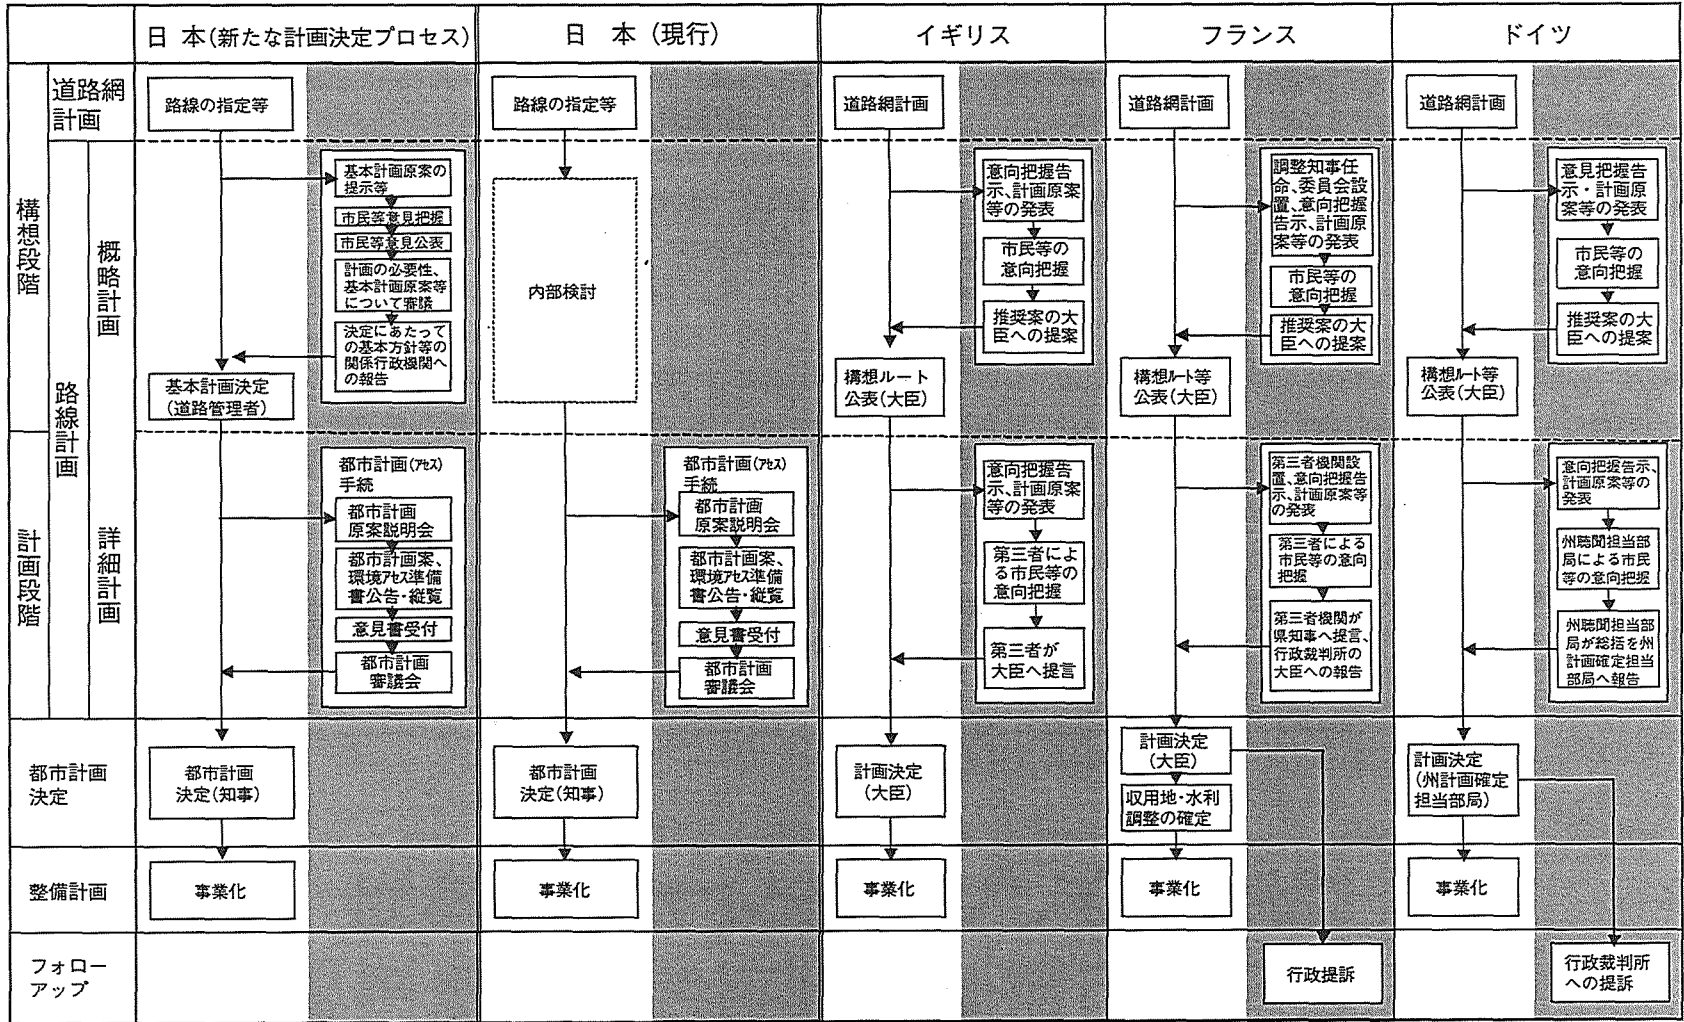 日 本(新たな計画決定プロセス)
日 本 (現行)
イギリス
フランス
ドイツ
構想段階
計画段階
道路網
計画
路線計画
概略計画
詳細計画
都市計画
決定
整備計画
フォロー
アップ
路線の指定等
基本計画原案の
提示等
市民等意見把握
市民等意見公表
計画の必要性、
基本計画原案等
について審議
決定にあたって
の基本方針等の
関係行政機関へ
の報告
基本計画決定
(道路管理者)
都市計画(アセス)
手続
都市計画
原案説明会
都市計画案、
環境アセス準備
書公告・縦覧
意見書受付
都市計画
審議会
都市計画
決定(知事)
事業化
路線の指定等
内部検討
都市計画(アセス)
手続
都市計画
原案説明会
都市計画案、
環境アセス準備
書公告・縦覧
意見書受付
都市計画
審議会
都市計画
決定(知事)
事業化
道路網計画
意向把握告
示、計画原案
等の発表
市民等の
意向把握
推奨案の大
臣への提案
構想ルート
公表(大臣)
意向把握告
示、計画原案
等の発表
第三者によ
る市民等の
意向把握
第三者が
大臣へ提言
計画決定
(大臣)
事業化
道路網計画
調整知事任
命、委員会設
置、意向把握
告示、計画原
案等の発表
市民等の
意向把握
推奨案の大
臣への提案
構想ルート等
公表(大臣)
第三者機関設
置、意向把握告
示、計画原案等
の発表
第三者による
市民等の意向
把握
第三者機関が
県知事へ提言、
行政裁判所の
大臣への報告
計画決定
(大臣)
収用地・水利
調整の確定
事業化
行政提訴
道路網計画
意見把握告
示・計画原
案等の発表
市民等の
意向把握
推奨案の大
臣への提案
構想ルート等
公表(大臣)
意向把握告示、
計画原案等の
発表
州聴聞担当部
局による市民
等の意向把握
州聴聞担当部
局が総括を州
計画確定担当
部局へ報告
計画決定
(州計画確定
担当部局)
事業化
行政裁判所
への提訴